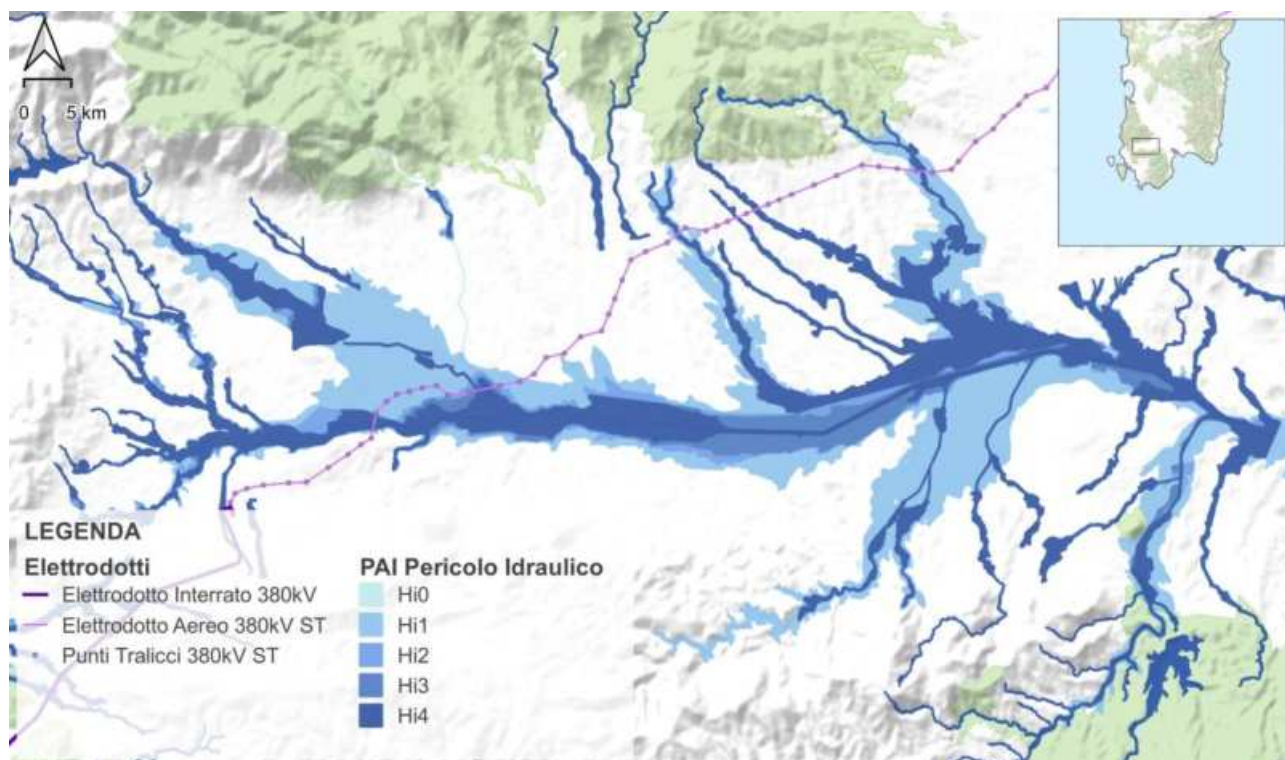 0 5 km
LEGENDA
Elettrodotti
Elettrodotto Interrato 380kV
Elettrodotto Aereo 380kV ST
Punti Tralicci 380kV ST
PAI Pericolo Idraulico
Hi0
Hi1
Hi2
Hi3
Hi4